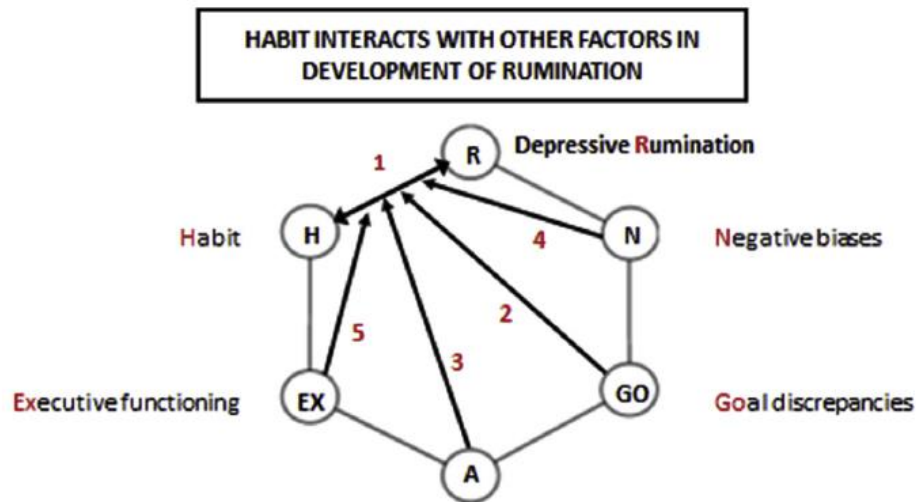 HABIT INTERACTS WITH OTHER FACTORS IN
DEVELOPMENT OF RUMINATION
R Depressive Rumination
1
Habit H N Negative biases
4
2
5
3
Executive functioning EX GO Goal discrepancies
A